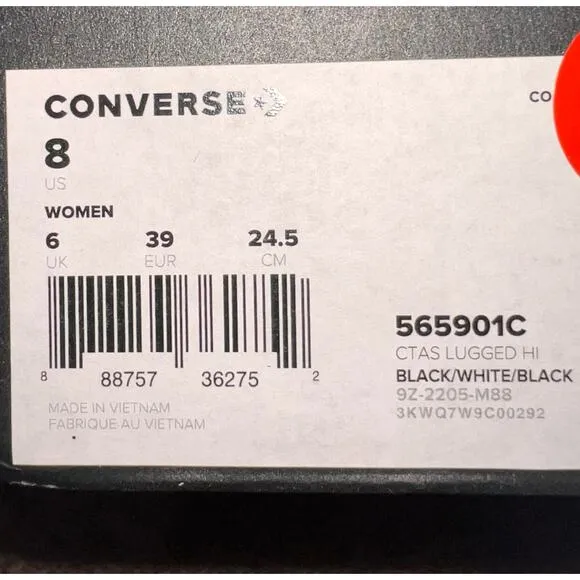 CONVERSE
CO
8
US
WOMEN
6 39 24.5
UK EUR CM
8 88757 36275 2
MADE IN VIETNAM
FABRIQUE AU VIETNAM
565901C
CTAS LUGGED HI
BLACK/WHITE/BLACK
9Z-2205-M88
3KWQ7W9C00292